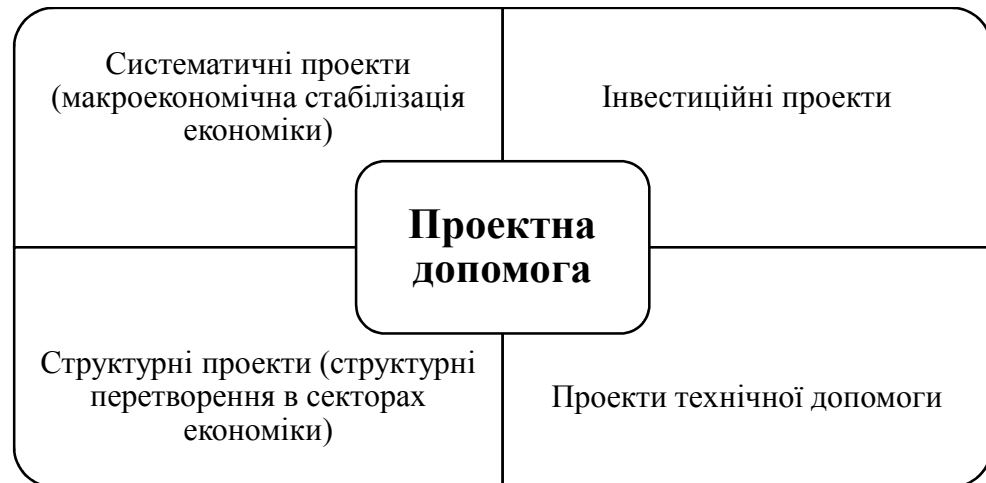 Систематичні проекти
(макроекономічна стабілізація
економіки)
Інвестиційні проекти
Проектна
допомога
Структурні проекти (структурні
перетворення в секторах
економіки)
Проекти технічної допомоги